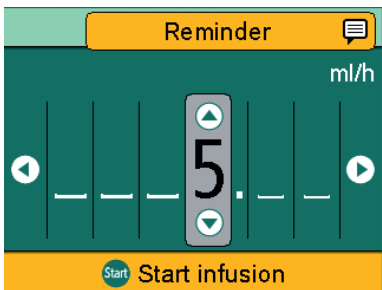 Reminder
ml/h
_ _ _ 5 . _ _
Start Start infusion